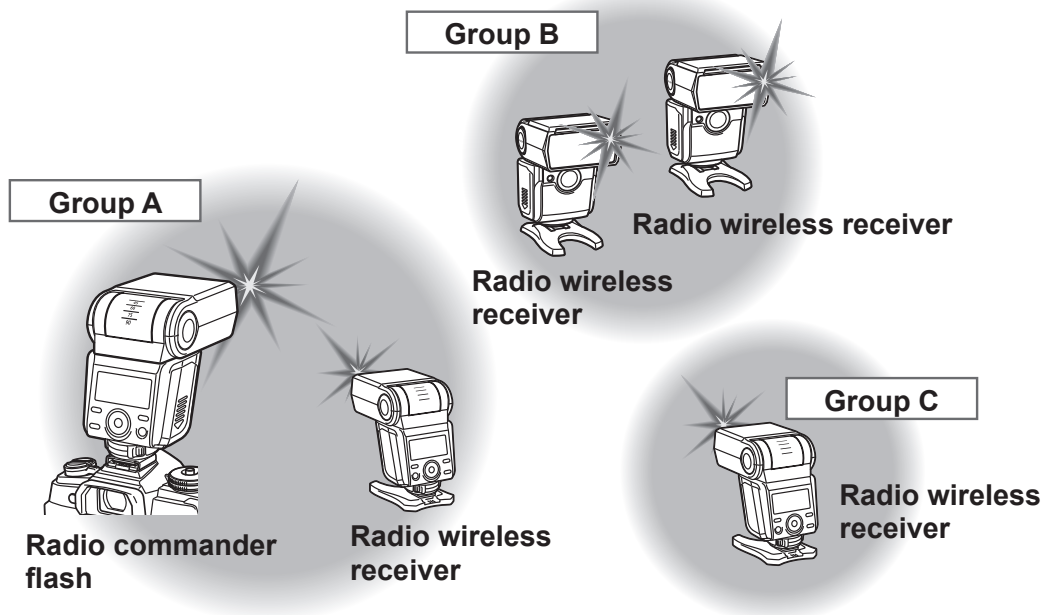 Group B
Group A
Radio wireless receiver
Radio wireless
receiver
Group C
Radio wireless
receiver
Radio commander
flash
Radio wireless
receiver